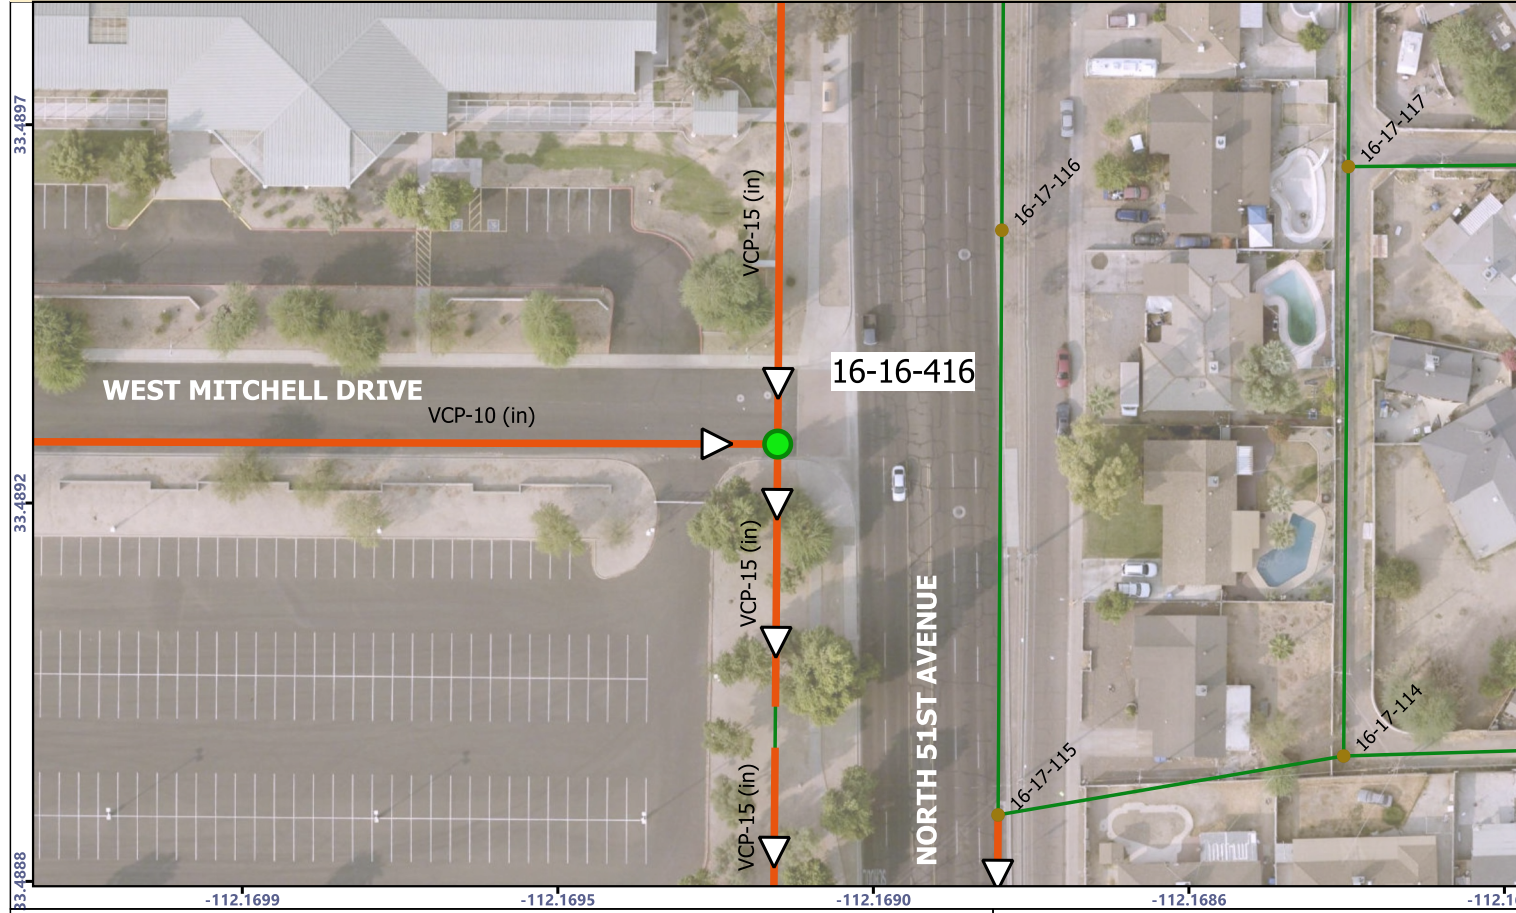 33.4897
16-17-117
16-17-116
VCP-15 (in)
16-16-416
WEST MITCHELL DRIVE
VCP-10 (in)
33.4892
VCP-15 (in)
NORTH 51ST AVENUE
16-17-114
16-17-115
VCP-15 (in)
33.4888
-112.1699
-112.1695
-112.1690
-112.1686